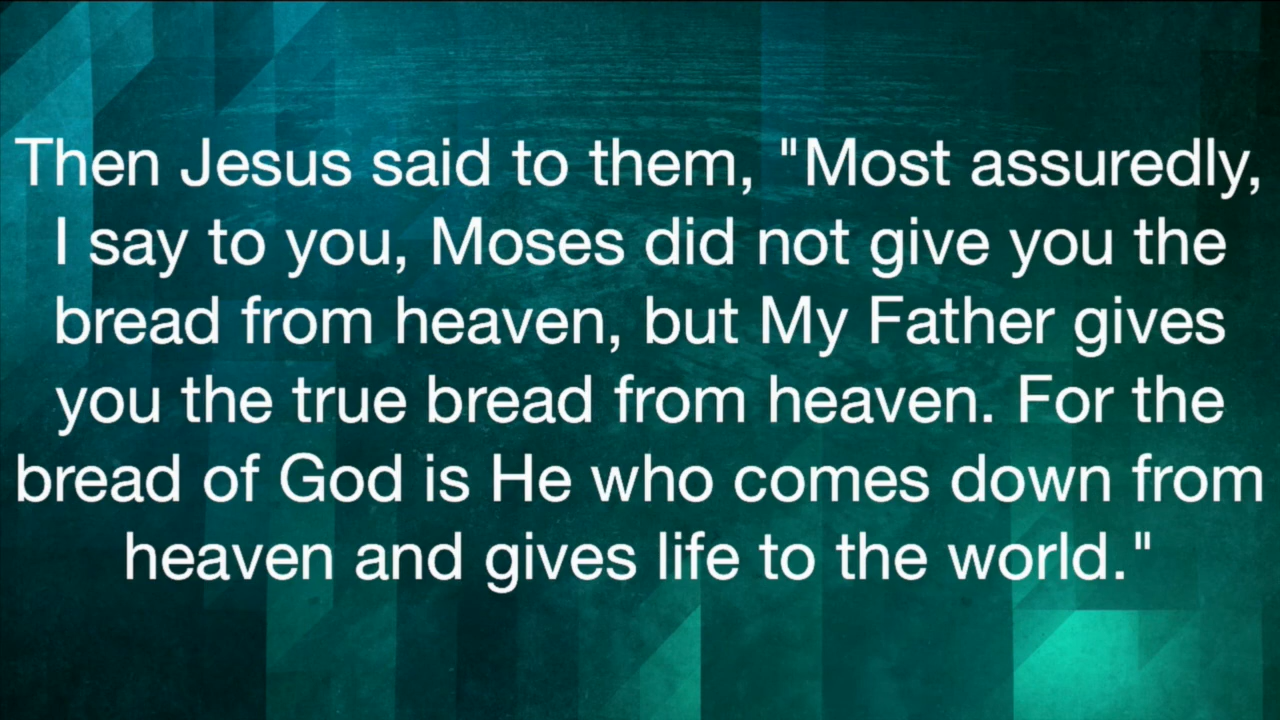 Then Jesus said to them, "Most assuredly,
I say to you, Moses did not give you the
bread from heaven, but My Father gives
you the true bread from heaven. For the
bread of God is He who comes down from
heaven and gives life to the world."